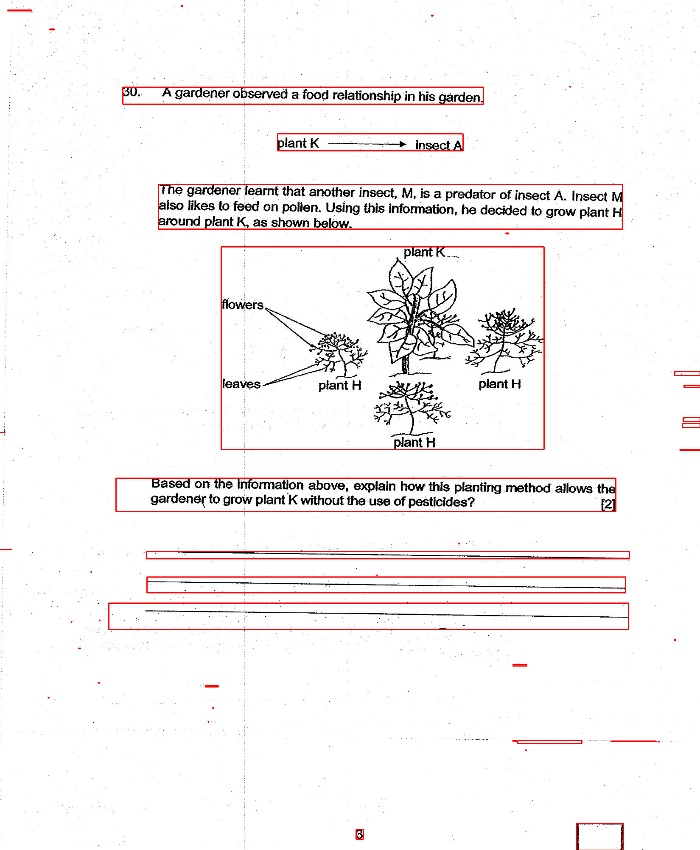 30. A gardener observed a food relationship in his garden.
plant K → insect A
The gardener learnt that another insect, M, is a predator of insect A. Insect M
also likes to feed on pollen. Using this information, he decided to grow plant H
around plant K, as shown below.
plant K
flowers
leaves
plant H
plant H
plant H
Based on the information above, explain how this planting method allows the
gardener to grow plant K without the use of pesticides? [2]
8